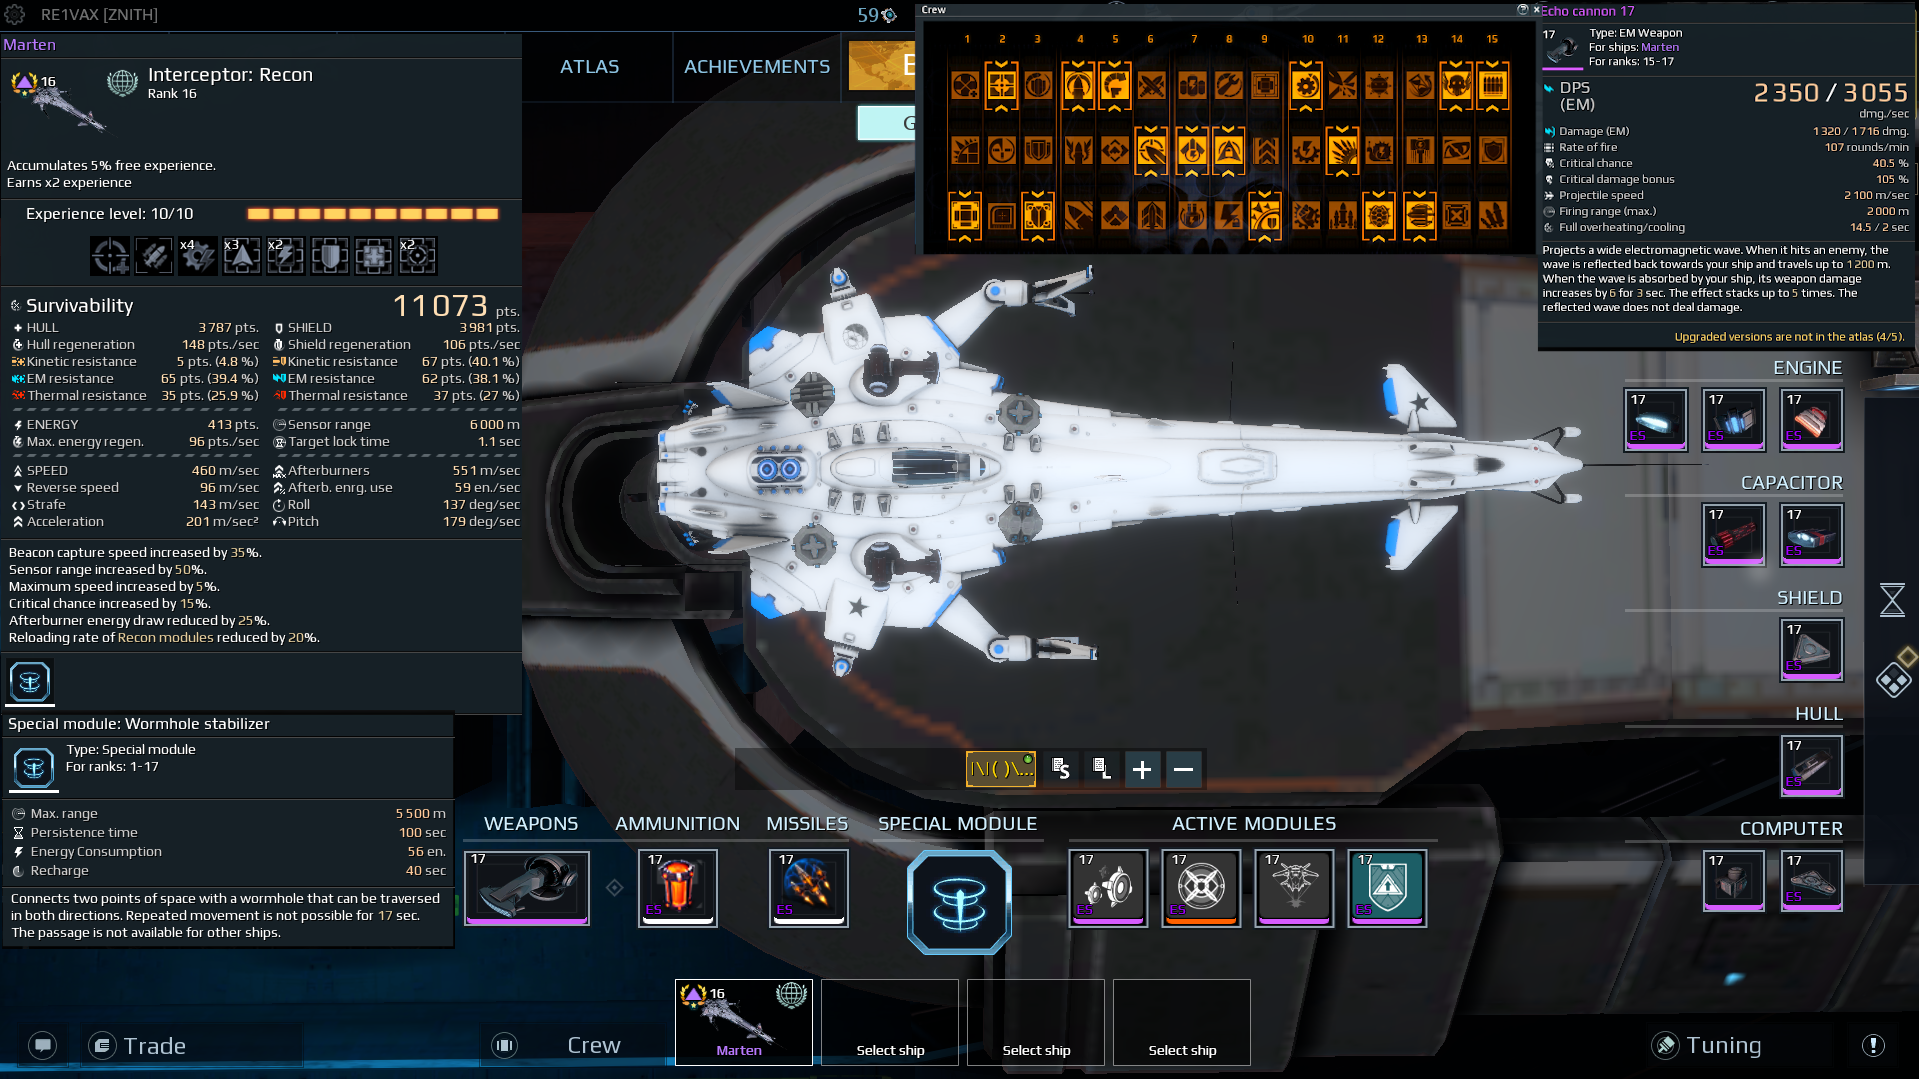 RE1VAX [ZNITH]
59
Crew
Echo cannon 17
Marten
16
Interceptor: Recon
Rank 16
Accumulates 5% free experience.
Earns x2 experience
Experience level: 10/10
x4
x3
x2
x2
Survivability
11073 pts.
HULL 3787 pts.
SHIELD 3981 pts.
Hull regeneration 148 pts./sec
Shield regeneration 106 pts./sec
Kinetic resistance 5 pts. (4.8 %)
Kinetic resistance 67 pts. (40.1 %)
EM resistance 65 pts. (39.4 %)
EM resistance 62 pts. (38.1 %)
Thermal resistance 35 pts. (25.9 %)
Thermal resistance 37 pts. (27 %)
ENERGY 413 pts.
Sensor range 6000 m
Max. energy regen. 96 pts./sec
Target lock time 1.1 sec
SPEED 460 m/sec
Afterburners 551 m/sec
Reverse speed 96 m/sec
Afterb. enrg. use 59 en./sec
Strafe 143 m/sec
Roll 137 deg/sec
Acceleration 201 m/sec²
Pitch 179 deg/sec
Beacon capture speed increased by 35%.
Sensor range increased by 50%.
Maximum speed increased by 5%.
Critical chance increased by 15%.
Afterburner energy draw reduced by 25%.
Reloading rate of Recon modules reduced by 20%.
Special module: Wormhole stabilizer
Type: Special module
For ranks: 1-17
Max. range 5500 m
Persistence time 100 sec
Energy Consumption 56 en.
Recharge 40 sec
Connects two points of space with a wormhole that can be traversed
in both directions. Repeated movement is not possible for 17 sec.
The passage is not available for other ships.
ATLAS
ACHIEVEMENTS
1 2 3 4 5 6 7 8 9 10 11 12 13 14 15
17
Type: EM Weapon
For ships: Marten
For ranks: 15-17
DPS
(EM)
2350 / 3055
dmg./sec
Damage (EM) 1320 / 1716 dmg.
Rate of fire 107 rounds/min
Critical chance 40.5 %
Critical damage bonus 105 %
Projectile speed 2100 m/sec
Firing range (max.) 2000 m
Full overheating/cooling 14.5 / 2 sec
Projects a wide electromagnetic wave. When it hits an enemy, the
wave is reflected back towards your ship and travels up to 1200 m.
When the wave is absorbed by your ship, its weapon damage
increases by 6 for 3 sec. The effect stacks up to 5 times. The
reflected wave does not deal damage.
Upgraded versions are not in the atlas (4/5).
ENGINE
17 ES
17 ES
17 ES
CAPACITOR
17 ES
17 ES
SHIELD
17 ES
HULL
17 ES
COMPUTER
17
17 ES
S
L
WEAPONS
AMMUNITION
MISSILES
SPECIAL MODULE
ACTIVE MODULES
17
17 ES
17 ES
17 ES
17 ES
17
17 ES
16
Marten
Select ship
Select ship
Select ship
Trade
Crew
Tuning